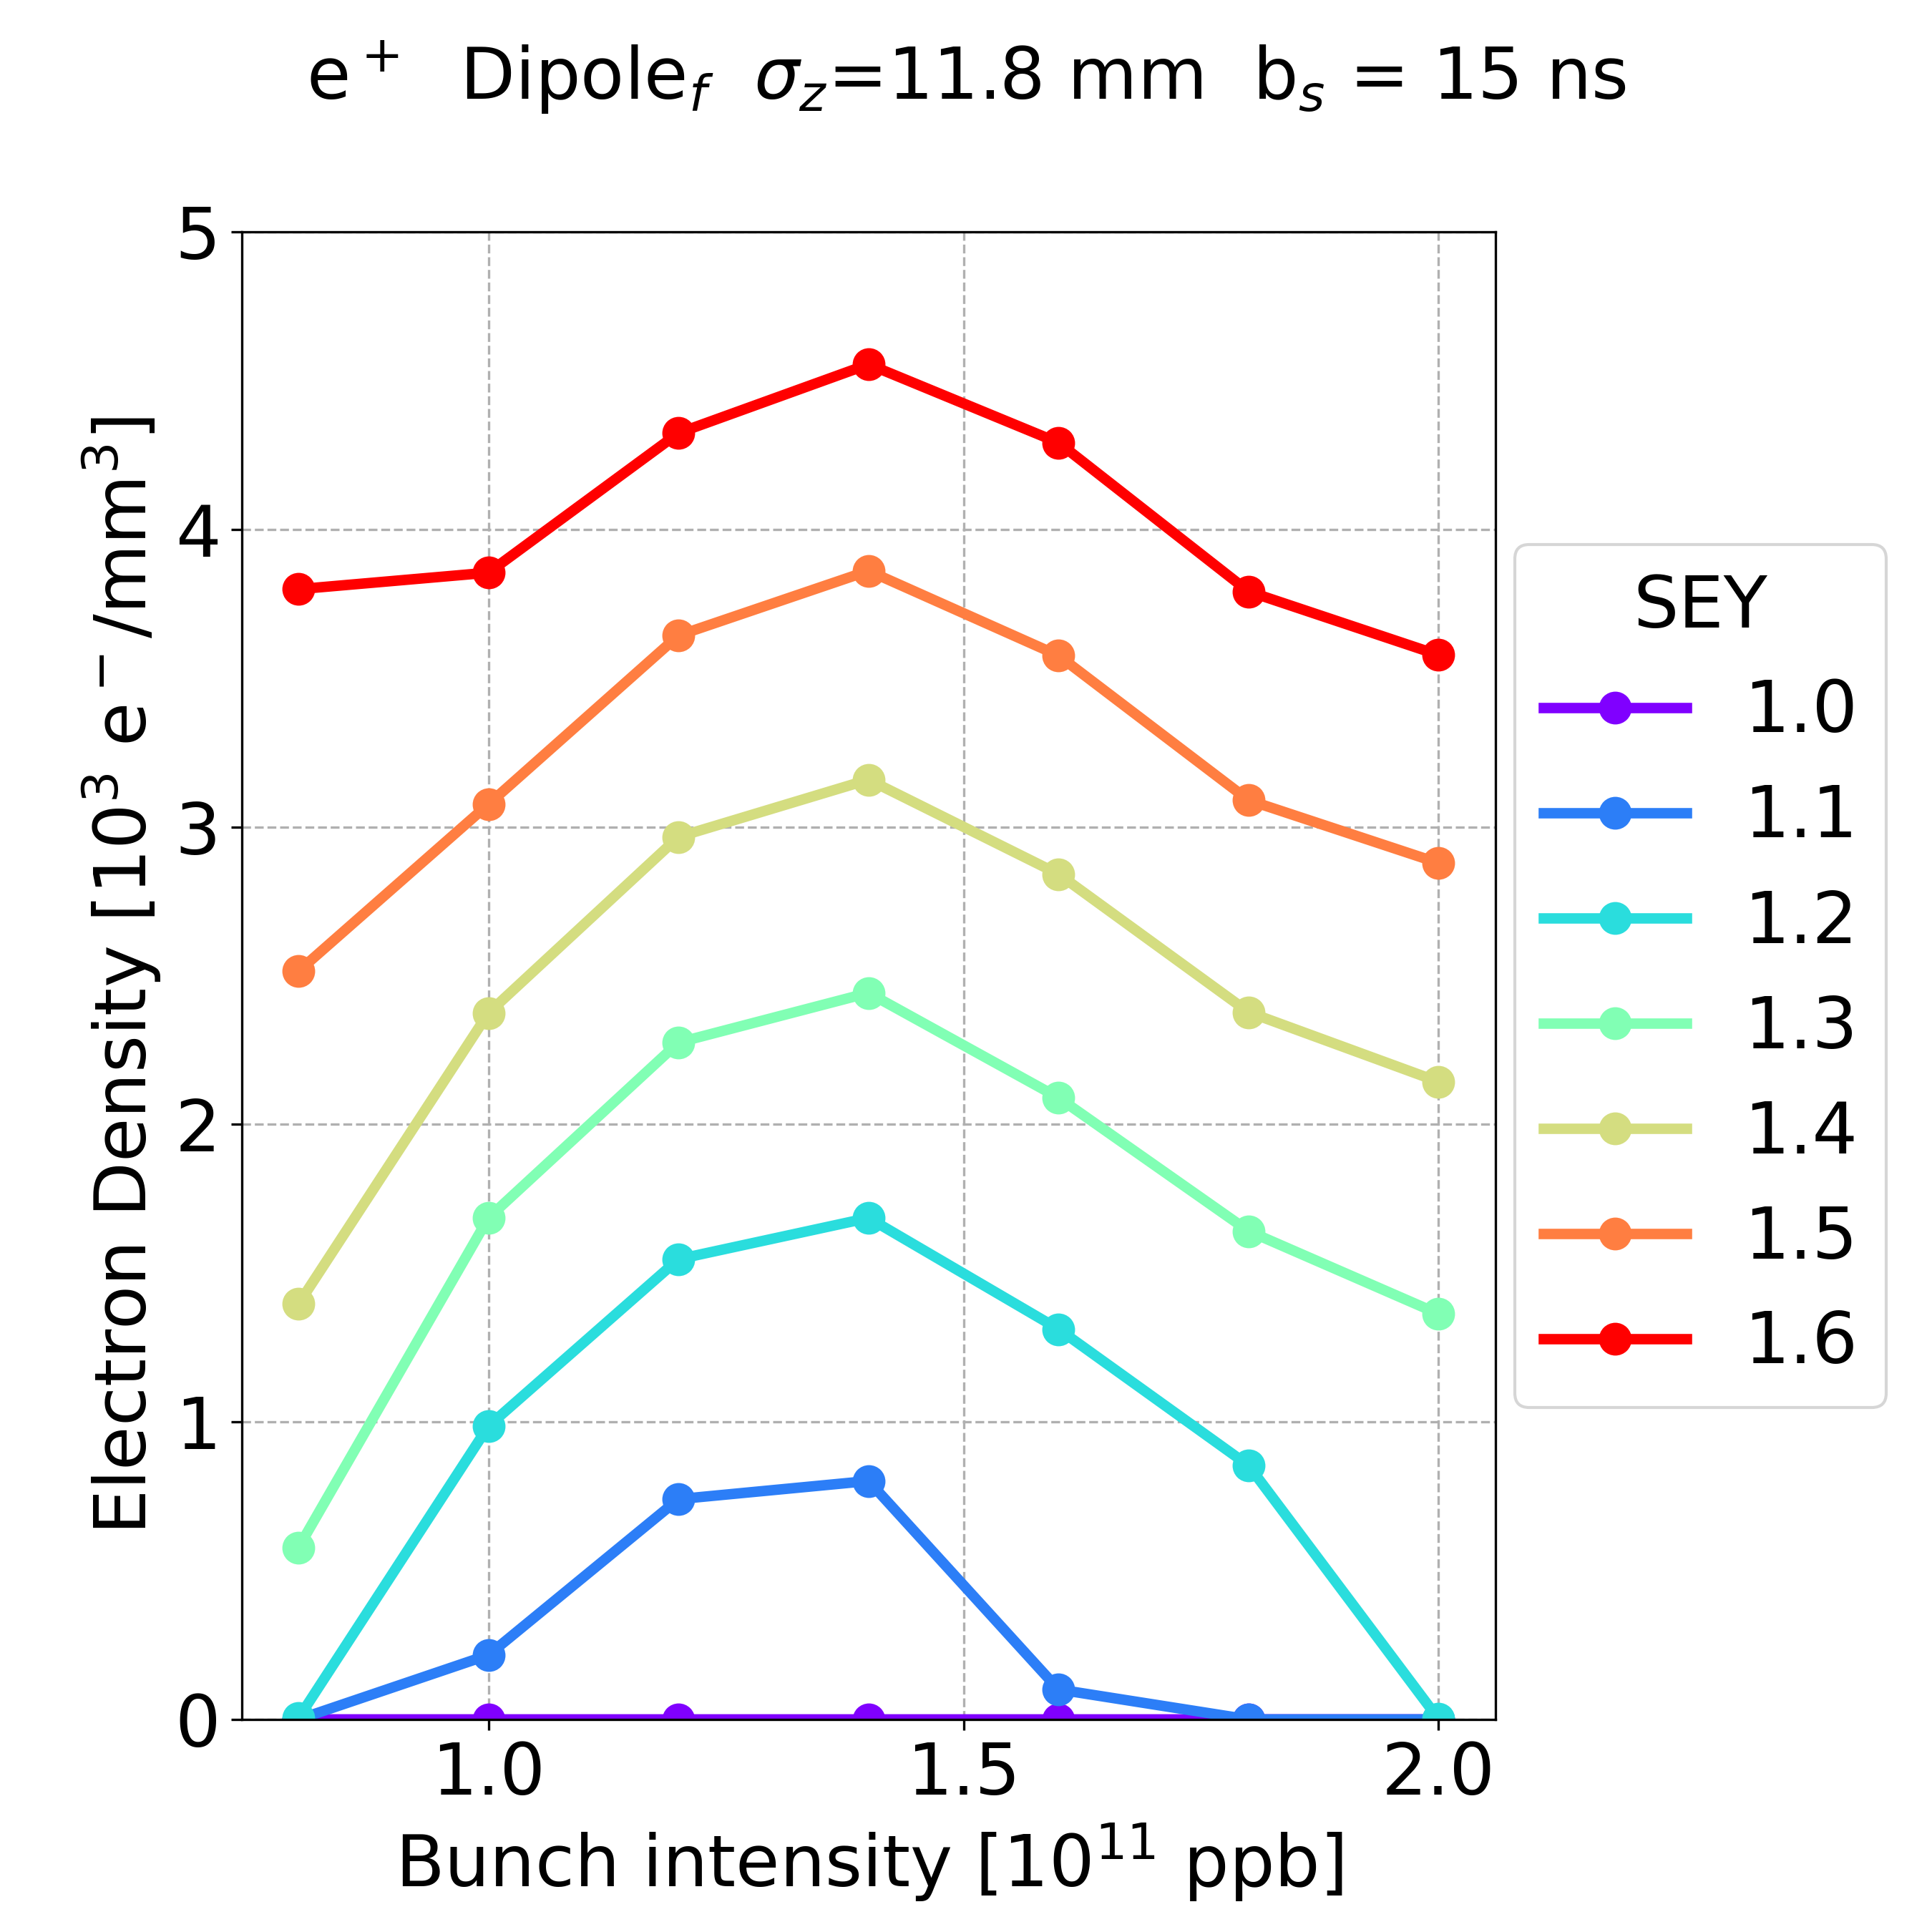 e⁺ Dipole_f σ_z=11.8 mm b_s = 15 ns
Electron Density [10³ e⁻/mm³]
5
4
3
2
1
0
1.0 1.5 2.0
Bunch intensity [10¹¹ ppb]
SEY
1.0
1.1
1.2
1.3
1.4
1.5
1.6